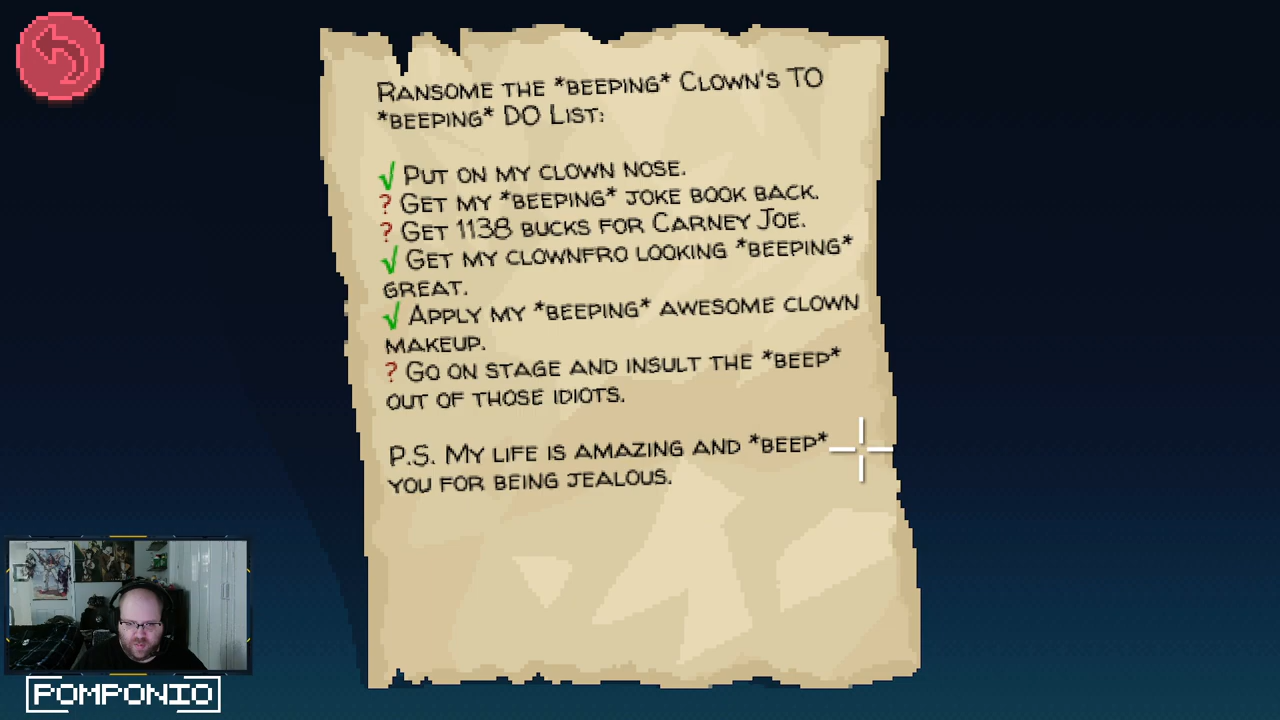 Ransome the *beeping* Clown's TO
*beeping* DO List:
√ Put on my clown nose.
? Get my *beeping* joke book back.
? Get 1138 bucks for Carney Joe.
√ Get my clownfro looking *beeping*
great.
√ Apply my *beeping* awesome clown
makeup.
? Go on stage and insult the *beep*
out of those idiots.
P.S. My life is amazing and *beep*
you for being jealous.
POMPONIO